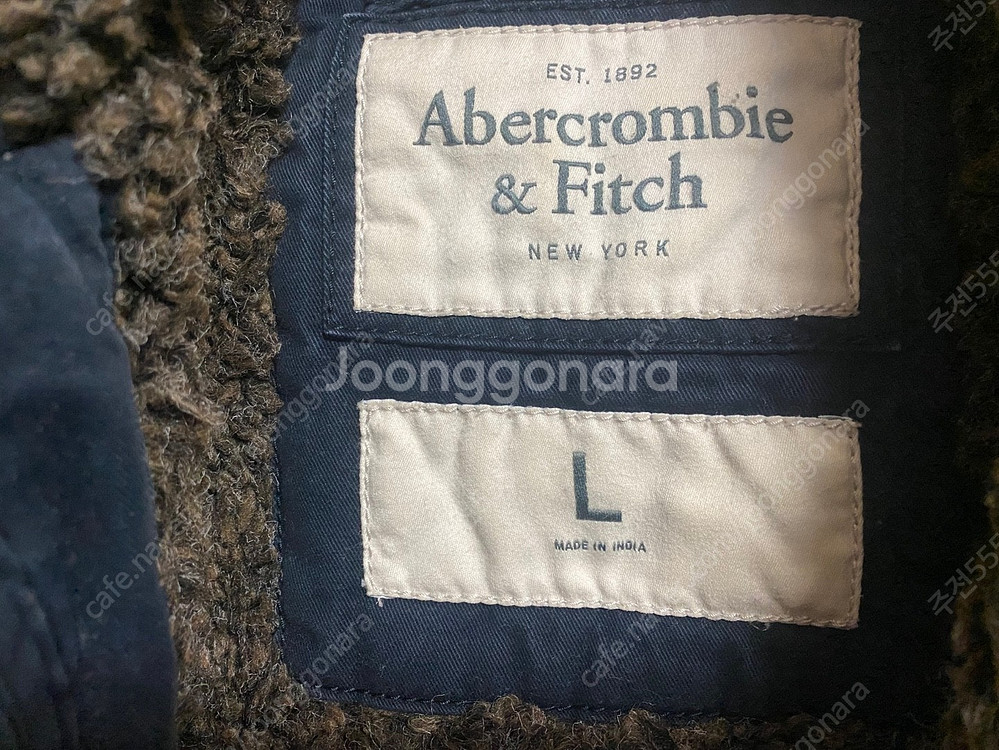 EST. 1892
Abercrombie
& Fitch
NEW YORK
Joonggonara
L
MADE IN INDIA